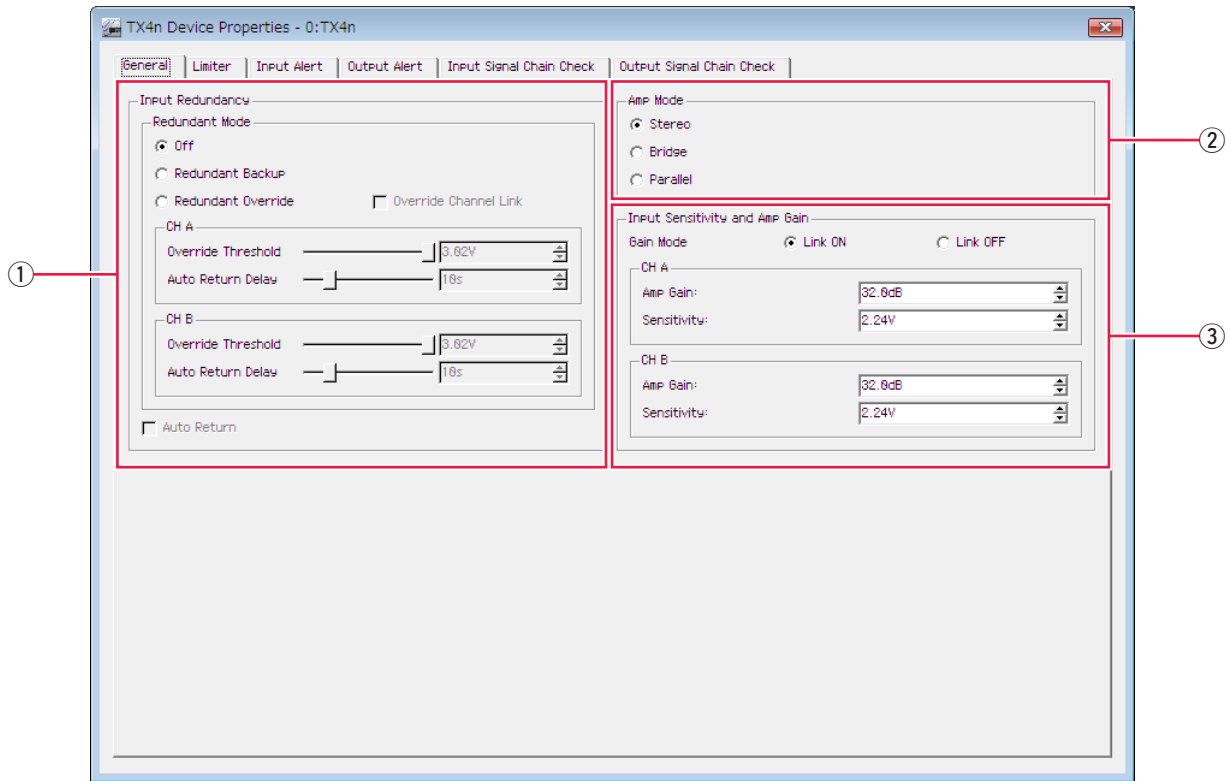 TX4n Device Properties - 0:TX4n
General Limiter Input Alert Output Alert Input Signal Chain Check Output Signal Chain Check
Input Redundancy
Redundant Mode
Off
Redundant Backup
Redundant Override Override Channel Link
CH A
Override Threshold 3.02V
Auto Return Delay 10s
CH B
Override Threshold 3.02V
Auto Return Delay 10s
Auto Return
①
Amp Mode
Stereo
Bridge
Parallel
②
Input Sensitivity and Amp Gain
Gain Mode Link ON Link OFF
CH A
Amp Gain: 32.0dB
Sensitivity: 2.24V
CH B
Amp Gain: 32.0dB
Sensitivity: 2.24V
③